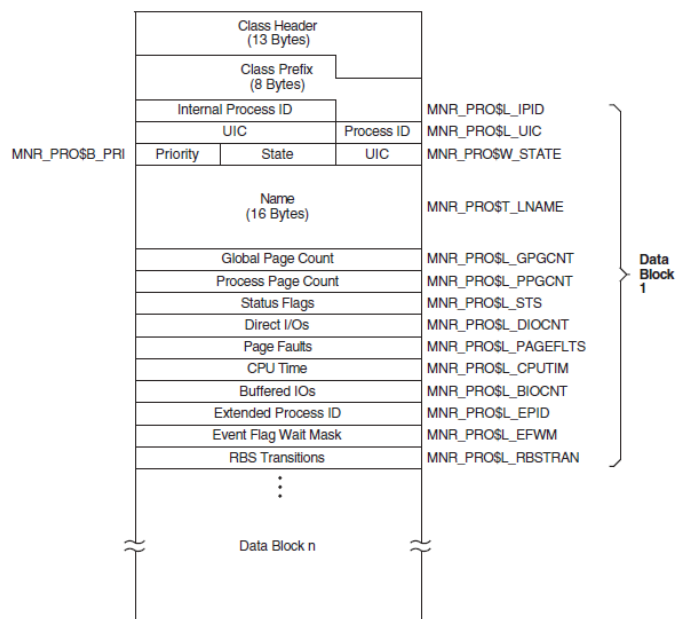 Class Header
(13 Bytes)
Class Prefix
(8 Bytes)
Internal Process ID MNR_PRO$L_IPID
UIC Process ID MNR_PRO$L_UIC
MNR_PRO$B_PRI Priority State UIC MNR_PRO$W_STATE
Name
(16 Bytes)
MNR_PRO$T_LNAME
Global Page Count MNR_PRO$L_GPGCNT
Process Page Count MNR_PRO$L_PPGCNT
Status Flags MNR_PRO$L_STS
Direct I/Os MNR_PRO$L_DIOCNT
Page Faults MNR_PRO$L_PAGEFLTS
CPU Time MNR_PRO$L_CPUTIM
Buffered IOs MNR_PRO$L_BIOCNT
Extended Process ID MNR_PRO$L_EPID
Event Flag Wait Mask MNR_PRO$L_EFWM
RBS Transitions MNR_PRO$L_RBSTRAN
Data
Block
1
Data Block n